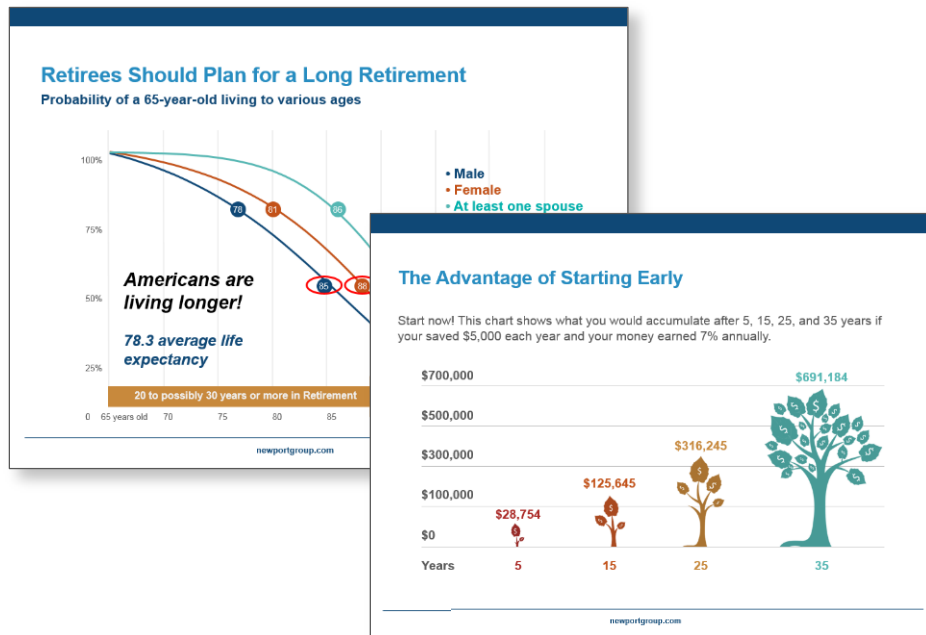 Retirees Should Plan for a Long Retirement
Probability of a 65-year-old living to various ages
100%
75%
50%
25%
0
• Male
• Female
• At least one spouse
78
81
86
85
88
Americans are
living longer!
78.3 average life
expectancy
20 to possibly 30 years or more in Retirement
65 years old 70 75 80 85
newportgroup.com
The Advantage of Starting Early
Start now! This chart shows what you would accumulate after 5, 15, 25, and 35 years if
your saved $5,000 each year and your money earned 7% annually.
$700,000
$500,000
$300,000
$100,000
$0
$28,754
$125,645
$316,245
$691,184
Years 5 15 25 35
newportgroup.com